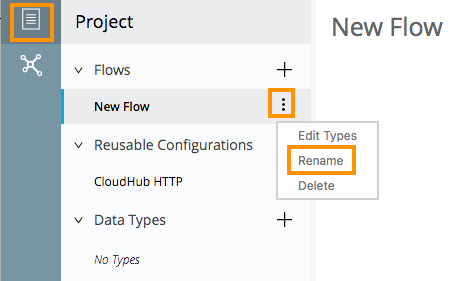 Project
New Flow
Flows
New Flow
Edit Types
Reusable Configurations
Rename
CloudHub HTTP
Delete
Data Types
No Types